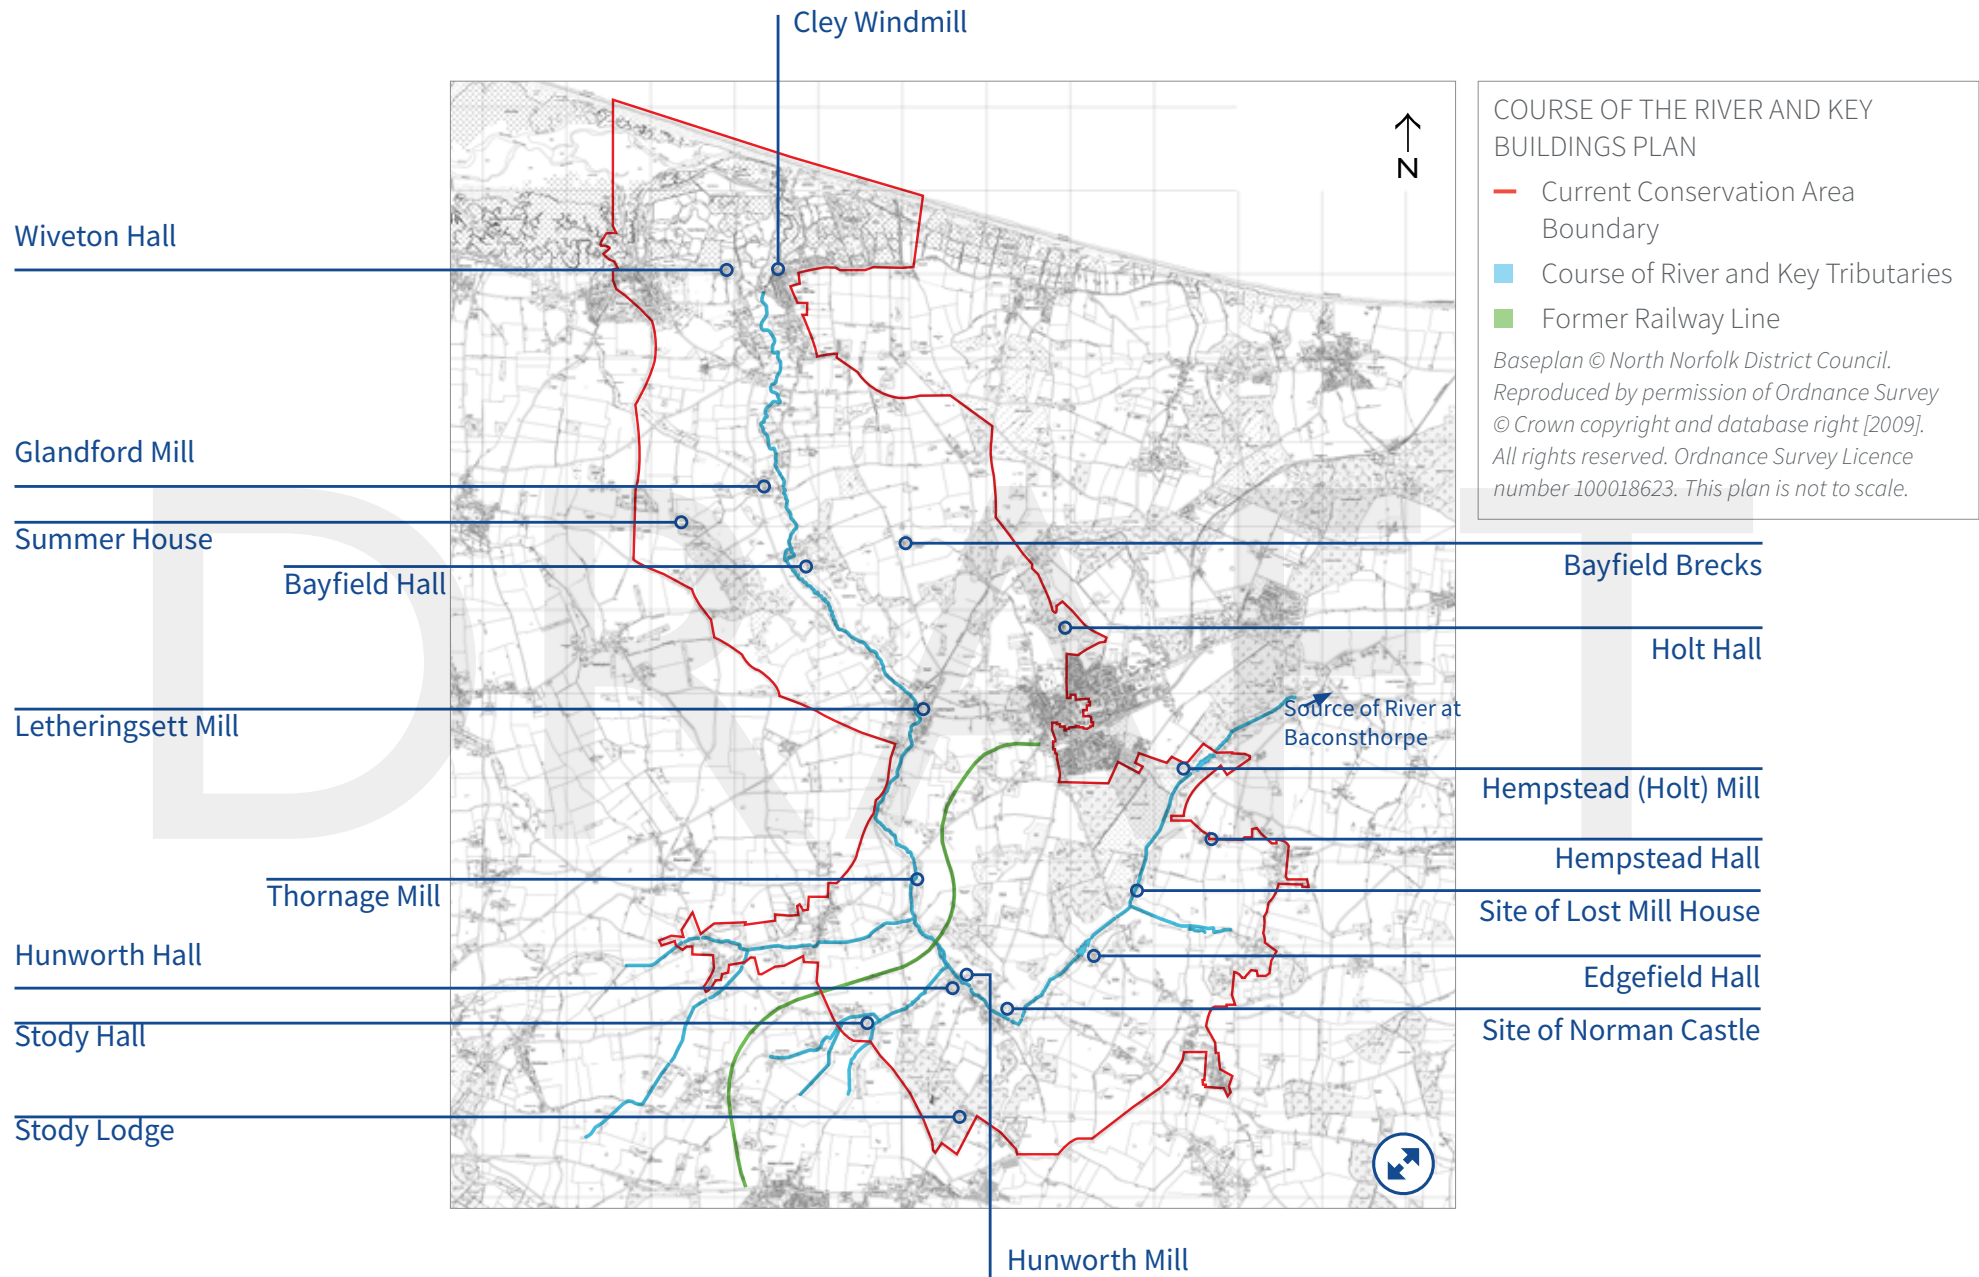 Cley Windmill
COURSE OF THE RIVER AND KEY
BUILDINGS PLAN
Current Conservation Area
Boundary
Course of River and Key Tributaries
Former Railway Line
Baseplan © North Norfolk District Council.
Reproduced by permission of Ordnance Survey
© Crown copyright and database right [2009].
All rights reserved. Ordnance Survey Licence
number 100018623. This plan is not to scale.
N
Wiveton Hall
Glandford Mill
Summer House
Bayfield Hall
Bayfield Brecks
Holt Hall
Letheringsett Mill
Source of River at
Baconsthorpe
Hempstead (Holt) Mill
Hempstead Hall
Thornage Mill
Site of Lost Mill House
Hunworth Hall
Edgefield Hall
Stody Hall
Site of Norman Castle
Stody Lodge
Hunworth Mill
DRAFT